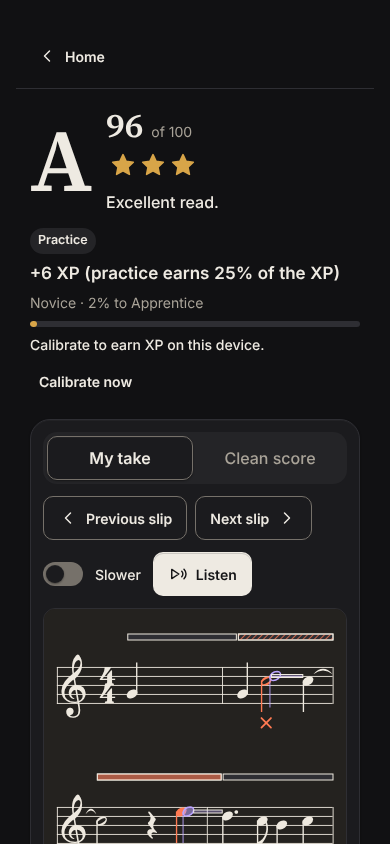 Home
A
96 of 100
Excellent read.
Practice
+6 XP (practice earns 25% of the XP)
Novice · 2% to Apprentice
Calibrate to earn XP on this device.
Calibrate now
My take
Clean score
Previous slip
Next slip
Slower
Listen
4
4